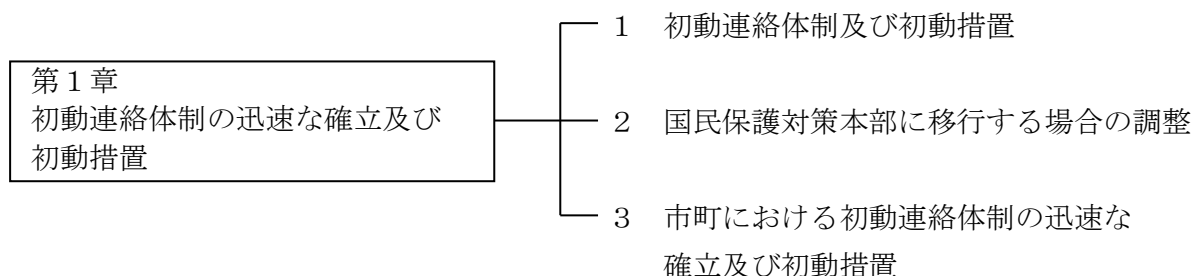 第１章
初動連絡体制の迅速な確立及び
初動措置
１　初動連絡体制及び初動措置
２　国民保護対策本部に移行する場合の調整
３　市町における初動連絡体制の迅速な
確立及び初動措置